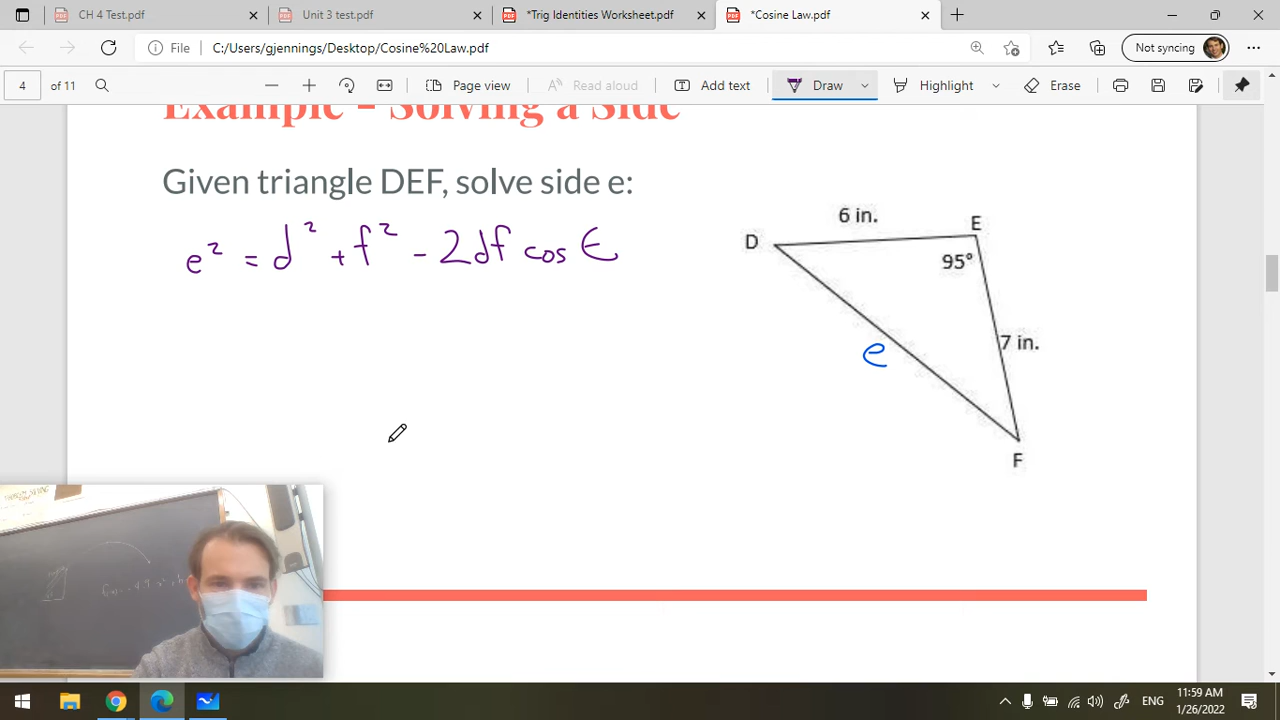 CH 4 Test.pdf
Unit 3 test.pdf
*Trig Identities Worksheet.pdf
*Cosine Law.pdf
File
C:/Users/gjennings/Desktop/Cosine%20Law.pdf
Not syncing
4 of 11
Page view
Read aloud
Add text
Draw
Highlight
Erase
Example – Solving a Side
Given triangle DEF, solve side e:
e² = d² + f² - 2df cos E
6 in.
D
E
95°
7 in.
e
F
ENG
11:59 AM
1/26/2022